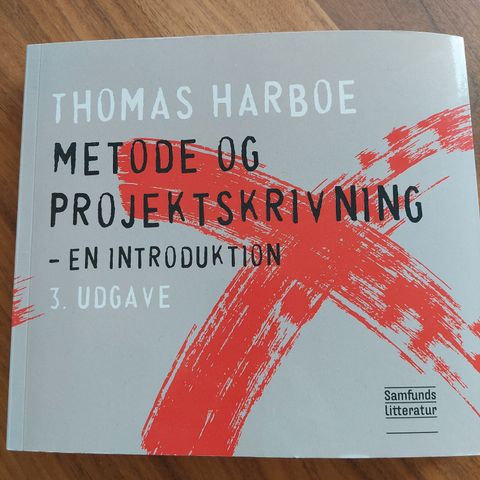 THOMAS HARBOE
METODE OG
PROJEKTSKRIVNING
- EN INTRODUKTION
3. UDGAVE
Samfunds
litteratur